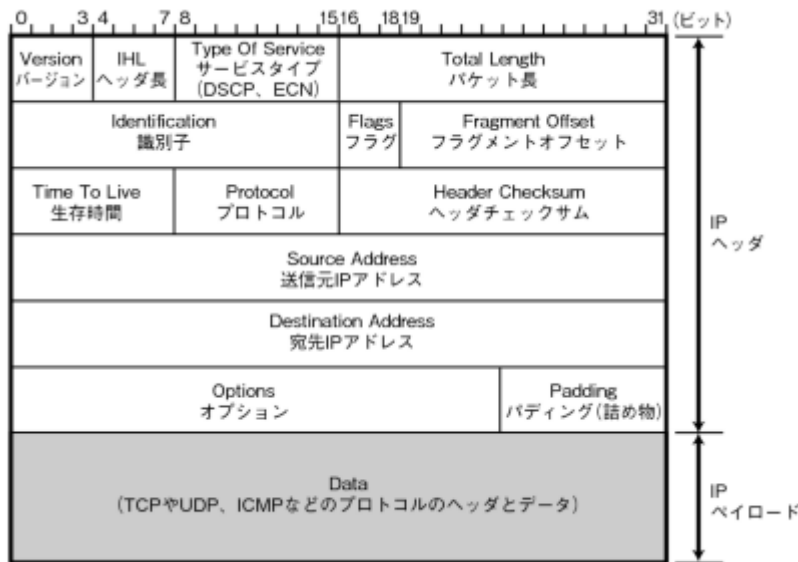 0 3 4 7 8 15 16 18 19 31 (ビット)
Version
バージョン
IHL
ヘッダ長
Type Of Service
サービスタイプ
(DSCP、ECN)
Total Length
パケット長
Identification
識別子
Flags
フラグ
Fragment Offset
フラグメントオフセット
Time To Live
生存時間
Protocol
プロトコル
Header Checksum
ヘッダチェックサム
Source Address
送信元IPアドレス
Destination Address
宛先IPアドレス
Options
オプション
Padding
パディング(詰め物)
IP
ヘッダ
Data
(TCPやUDP、ICMPなどのプロトコルのヘッダとデータ)
IP
ペイロード